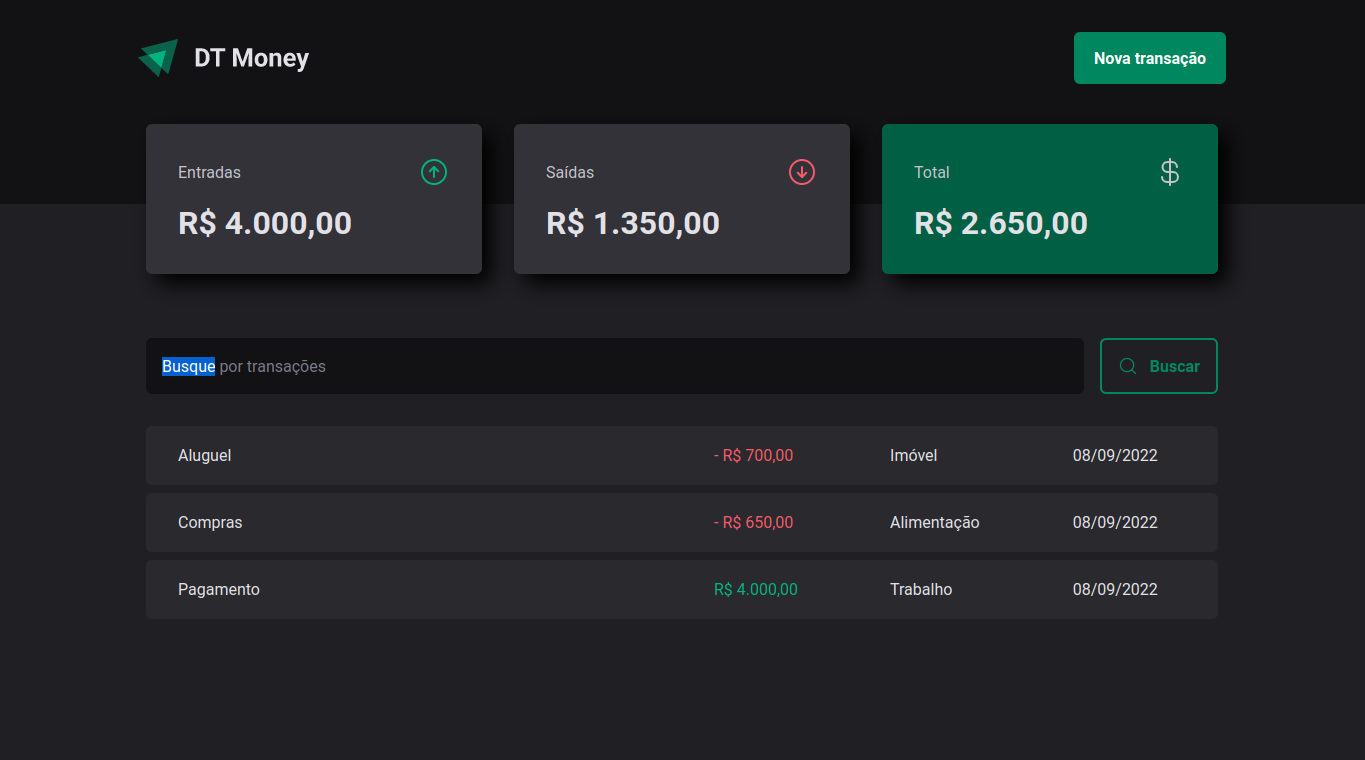 DT Money
Nova transação
Entradas
R$ 4.000,00
Saídas
R$ 1.350,00
Total
$
R$ 2.650,00
Busque por transações
Buscar
Aluguel - R$ 700,00 Imóvel 08/09/2022
Compras - R$ 650,00 Alimentação 08/09/2022
Pagamento R$ 4.000,00 Trabalho 08/09/2022